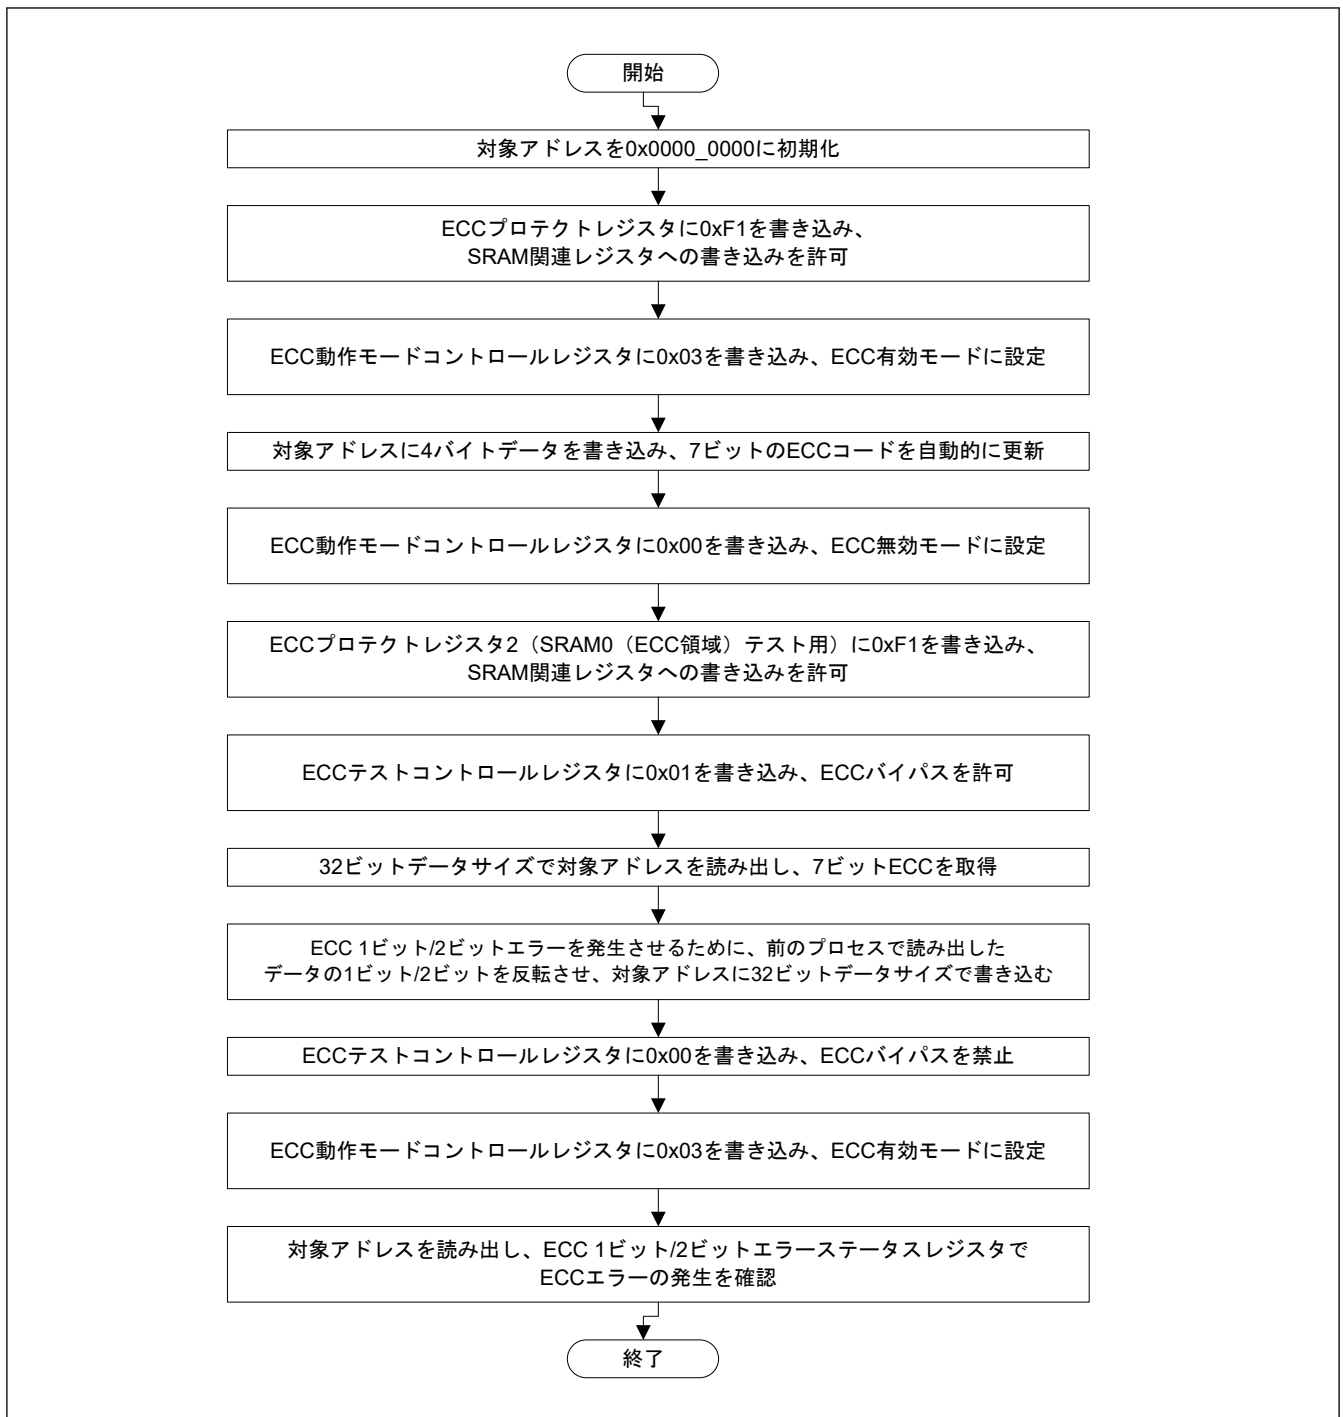 開始
対象アドレスを0x0000_0000に初期化
ECCプロテクトレジスタに0xF1を書き込み、
SRAM関連レジスタへの書き込みを許可
ECC動作モードコントロールレジスタに0x03を書き込み、ECC有効モードに設定
対象アドレスに4バイトデータを書き込み、7ビットのECCコードを自動的に更新
ECC動作モードコントロールレジスタに0x00を書き込み、ECC無効モードに設定
ECCプロテクトレジスタ2（SRAM0（ECC領域）テスト用）に0xF1を書き込み、
SRAM関連レジスタへの書き込みを許可
ECCテストコントロールレジスタに0x01を書き込み、ECCバイパスを許可
32ビットデータサイズで対象アドレスを読み出し、7ビットECCを取得
ECC 1ビット/2ビットエラーを発生させるために、前のプロセスで読み出した
データの1ビット/2ビットを反転させ、対象アドレスに32ビットデータサイズで書き込む
ECCテストコントロールレジスタに0x00を書き込み、ECCバイパスを禁止
ECC動作モードコントロールレジスタに0x03を書き込み、ECC有効モードに設定
対象アドレスを読み出し、ECC 1ビット/2ビットエラーステータスレジスタで
ECCエラーの発生を確認
終了